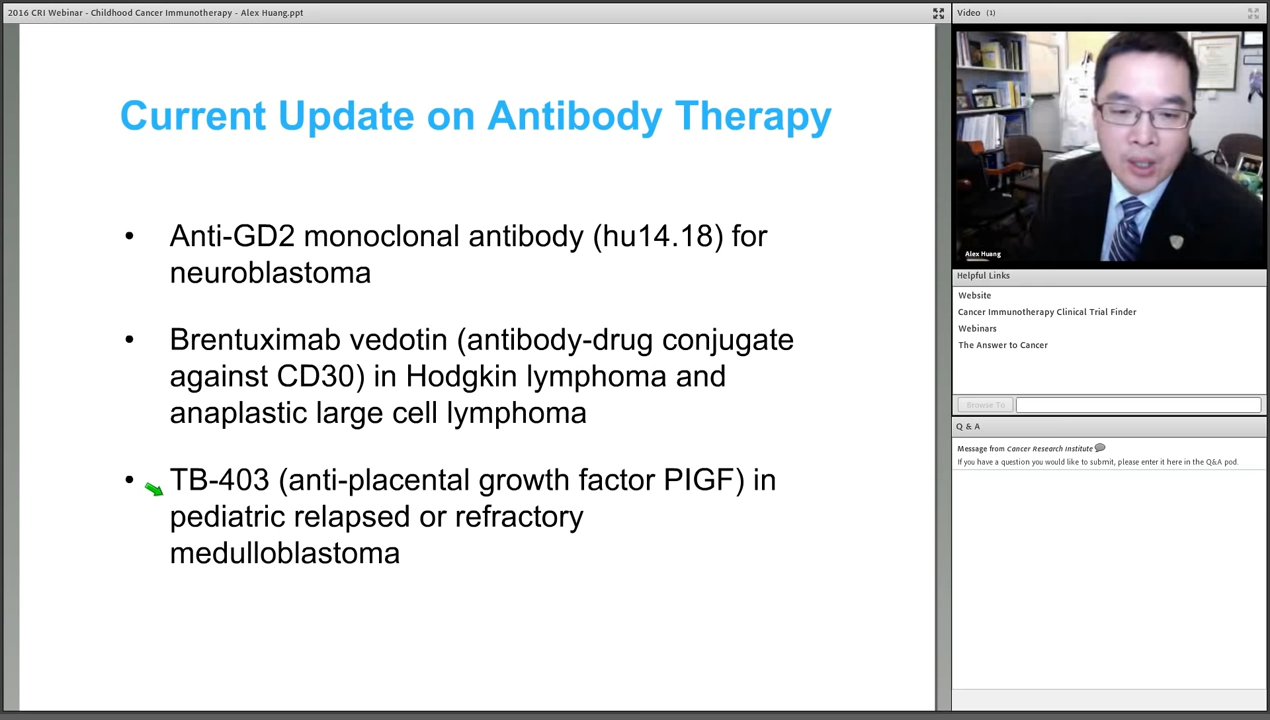 2016 CRI Webinar - Childhood Cancer Immunotherapy - Alex Huang.ppt
Current Update on Antibody Therapy
• Anti-GD2 monoclonal antibody (hu14.18) for
neuroblastoma
• Brentuximab vedotin (antibody-drug conjugate
against CD30) in Hodgkin lymphoma and
anaplastic large cell lymphoma
• TB-403 (anti-placental growth factor PIGF) in
pediatric relapsed or refractory
medulloblastoma
Video (1)
Alex Huang
Helpful Links
Website
Cancer Immunotherapy Clinical Trial Finder
Webinars
The Answer to Cancer
Browse To
Q & A
Message from Cancer Research Institute
If you have a question you would like to submit, please enter it here in the Q&A pod.